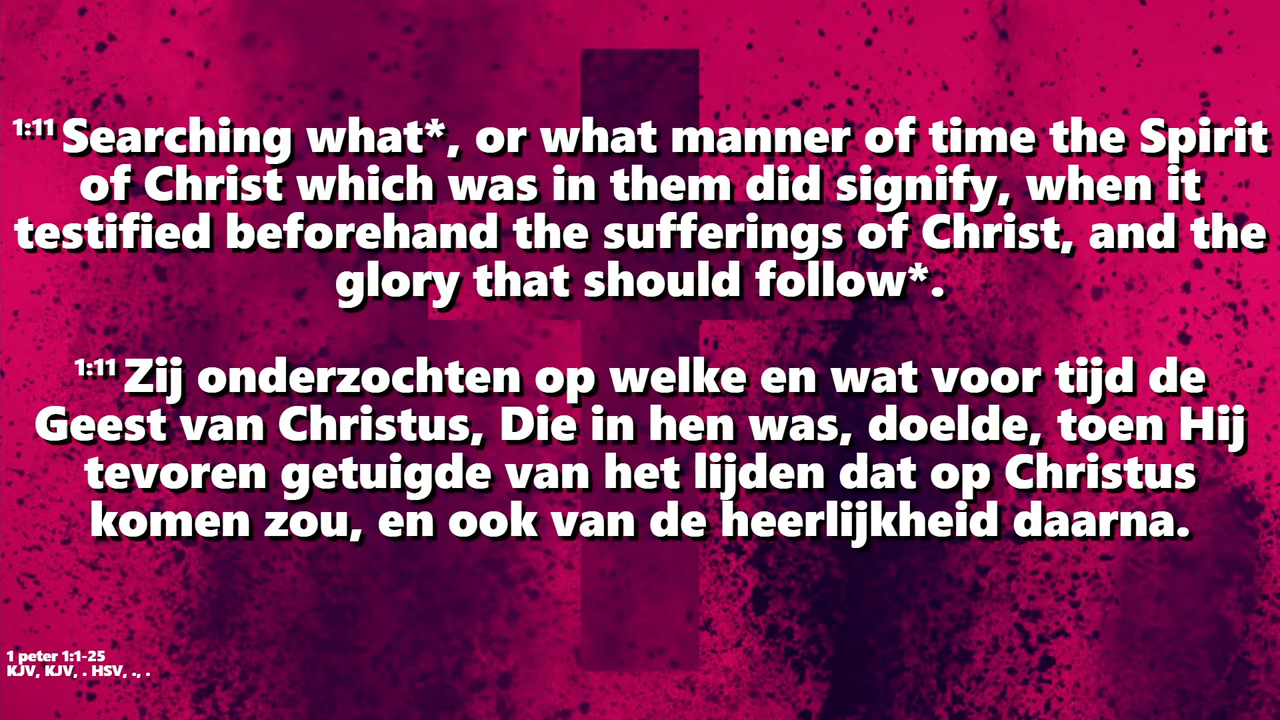 1:11 Searching what*, or what manner of time the Spirit
of Christ which was in them did signify, when it
testified beforehand the sufferings of Christ, and the
glory that should follow*.
1:11 Zij onderzochten op welke en wat voor tijd de
Geest van Christus, Die in hen was, doelde, toen Hij
tevoren getuigde van het lijden dat op Christus
komen zou, en ook van de heerlijkheid daarna.
1 peter 1:1-25
KJV, KJV, . HSV, ., .